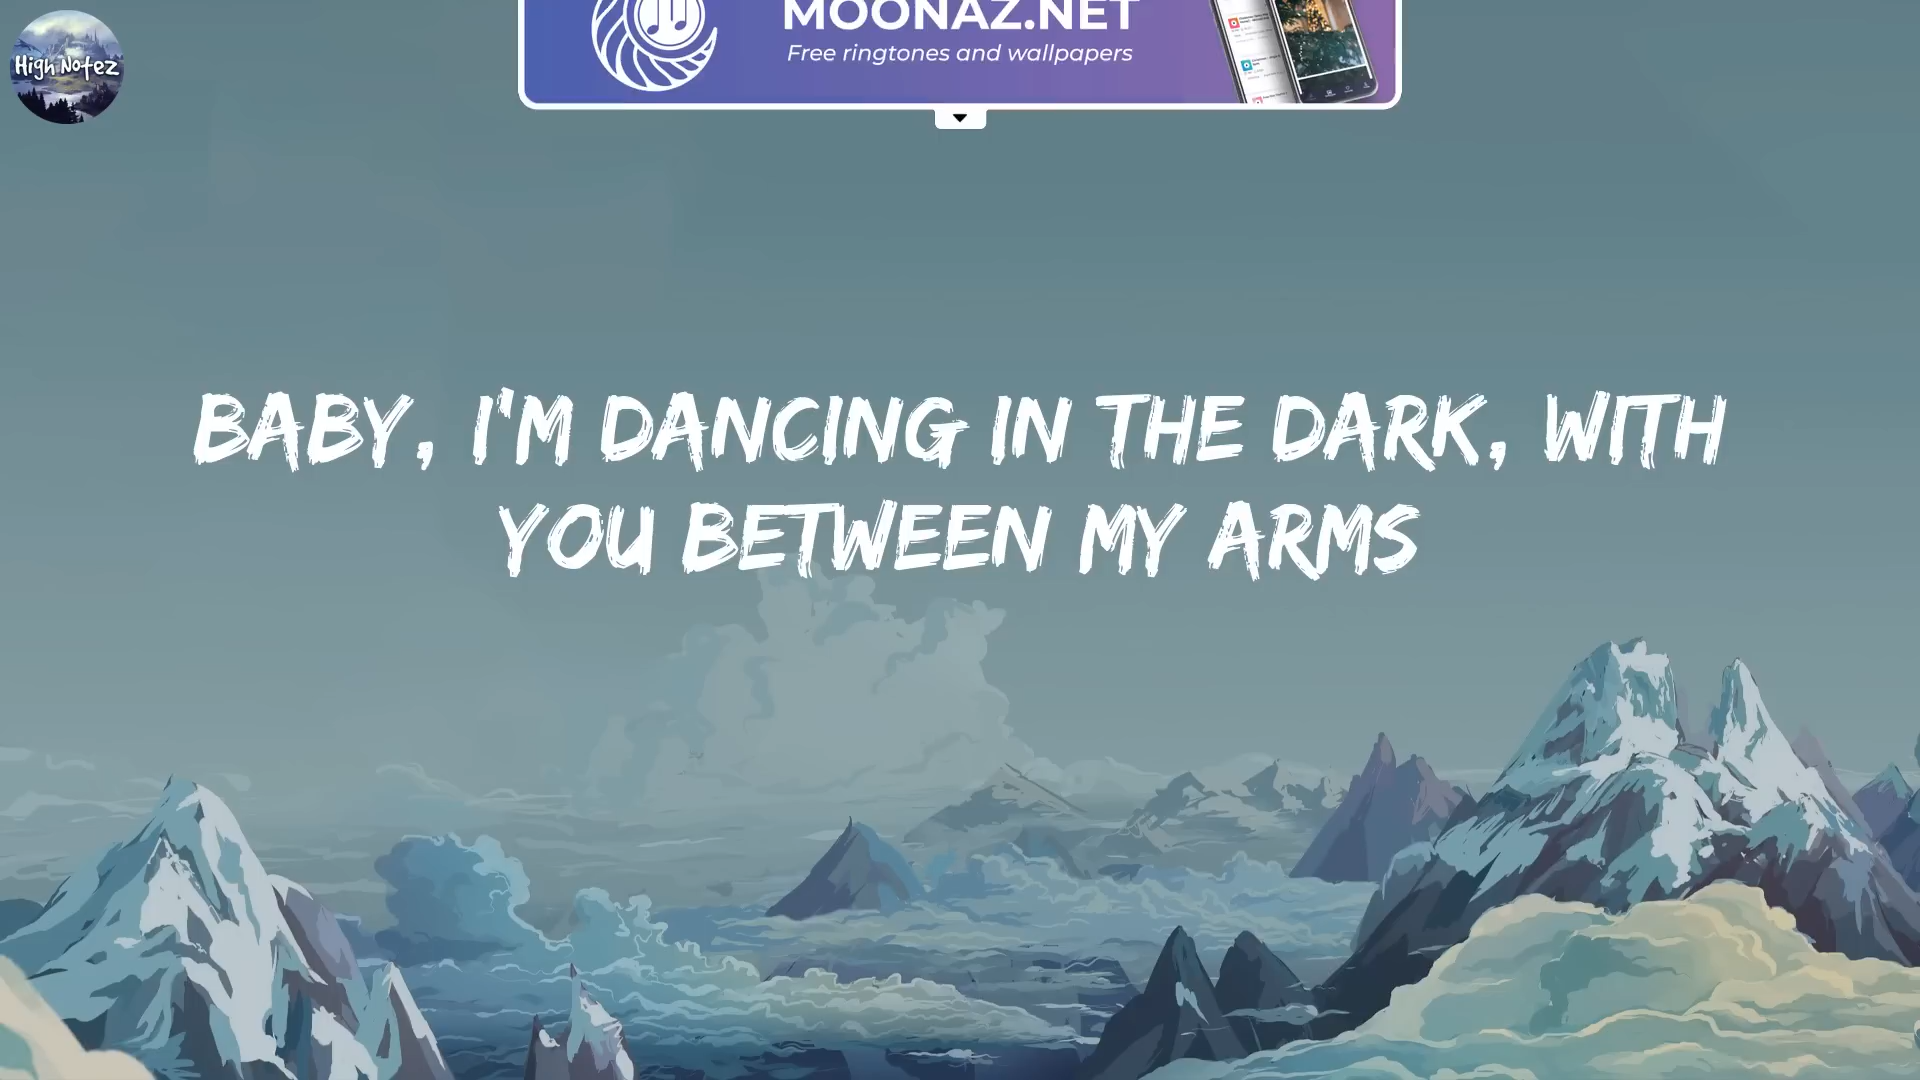 High Notez
MOONAZ.NET
Free ringtones and wallpapers
BABY, I'M DANCING IN THE DARK, WITH
YOU BETWEEN MY ARMS